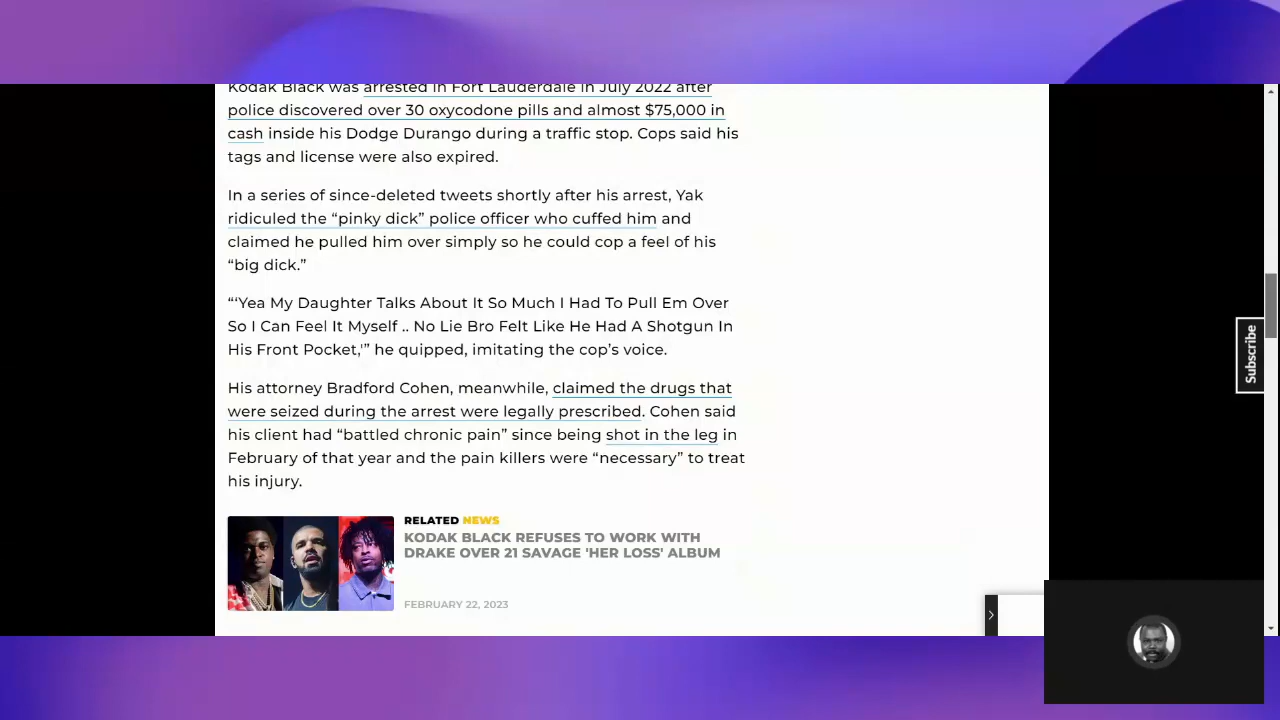 Kodak Black was arrested in Fort Lauderdale in July 2022 after
police discovered over 30 oxycodone pills and almost $75,000 in
cash inside his Dodge Durango during a traffic stop. Cops said his
tags and license were also expired.
In a series of since-deleted tweets shortly after his arrest, Yak
ridiculed the “pinky dick” police officer who cuffed him and
claimed he pulled him over simply so he could cop a feel of his
“big dick.”
“‘Yea My Daughter Talks About It So Much I Had To Pull Em Over
So I Can Feel It Myself .. No Lie Bro Felt Like He Had A Shotgun In
His Front Pocket,'” he quipped, imitating the cop’s voice.
His attorney Bradford Cohen, meanwhile, claimed the drugs that
were seized during the arrest were legally prescribed. Cohen said
his client had “battled chronic pain” since being shot in the leg in
February of that year and the pain killers were “necessary” to treat
his injury.
RELATED NEWS
KODAK BLACK REFUSES TO WORK WITH
DRAKE OVER 21 SAVAGE 'HER LOSS' ALBUM
FEBRUARY 22, 2023
Subscribe